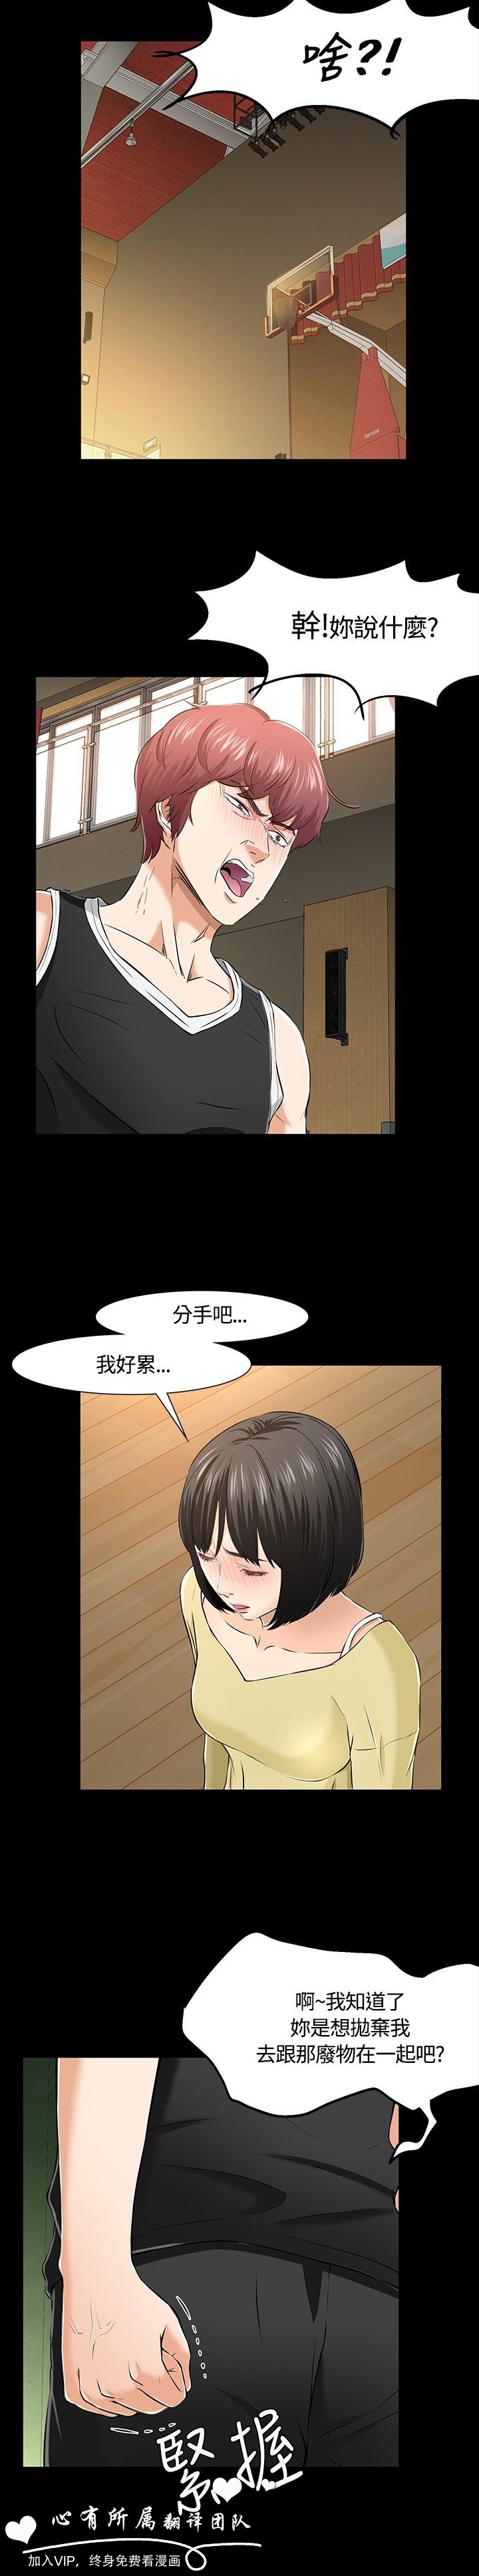 啥?!
幹!妳說什麼?
分手吧...
我好累...
啊~我知道了
妳是想拋棄我
去跟那廢物在一起吧?
緊握
心有所属翻译团队
加入VIP，终身免费看漫画